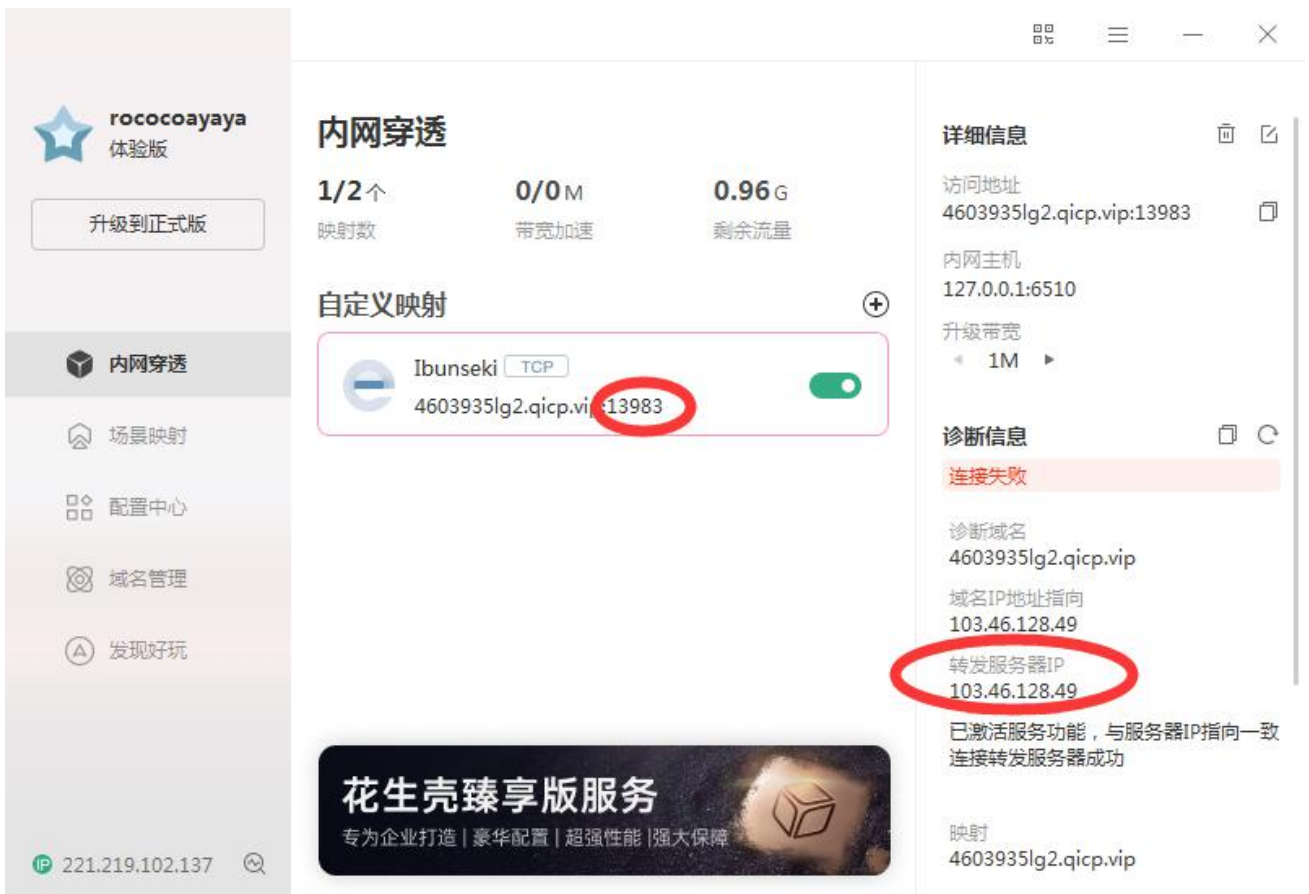 rococoayaya
体验版
升级到正式版
内网穿透
场景映射
配置中心
域名管理
发现好玩
IP 221.219.102.137
内网穿透
1/2个
映射数
0/0M
带宽加速
0.96G
剩余流量
自定义映射
Ibunseki TCP
4603935lg2.qicp.vip:13983
花生壳臻享版服务
专为企业打造|豪华配置|超强性能|强大保障
详细信息
访问地址
4603935lg2.qicp.vip:13983
内网主机
127.0.0.1:6510
升级带宽
1M
诊断信息
连接失败
诊断域名
4603935lg2.qicp.vip
域名IP地址指向
103.46.128.49
转发服务器IP
103.46.128.49
已激活服务功能，与服务器IP指向一致
连接转发服务器成功
映射
4603935lg2.qicp.vip